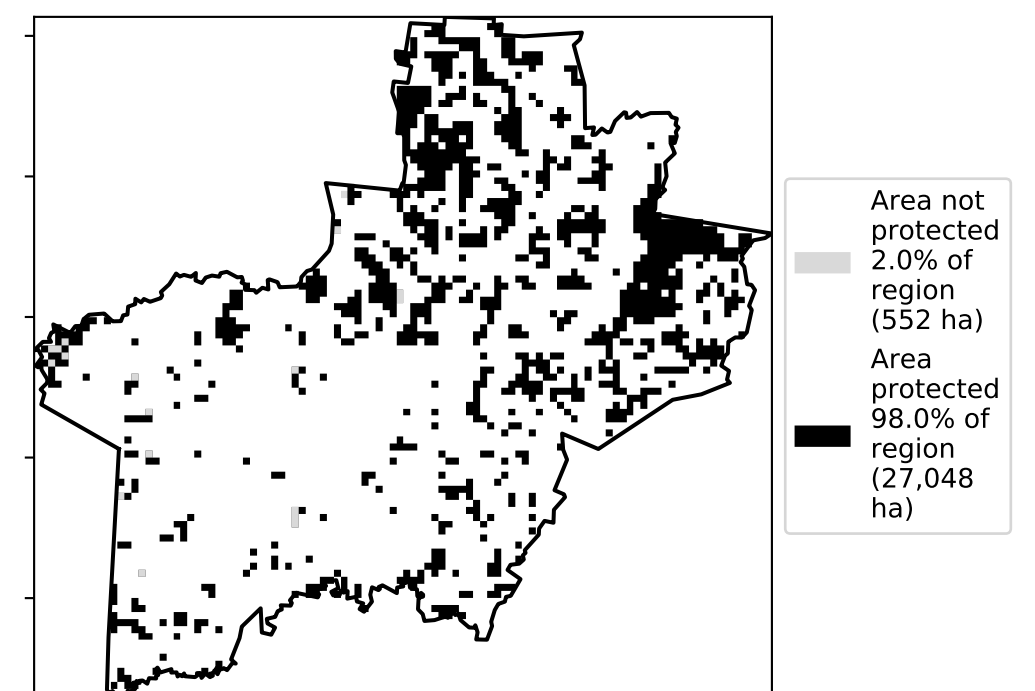 Area not
protected
2.0% of
region
(552 ha)
Area
protected
98.0% of
region
(27,048
ha)